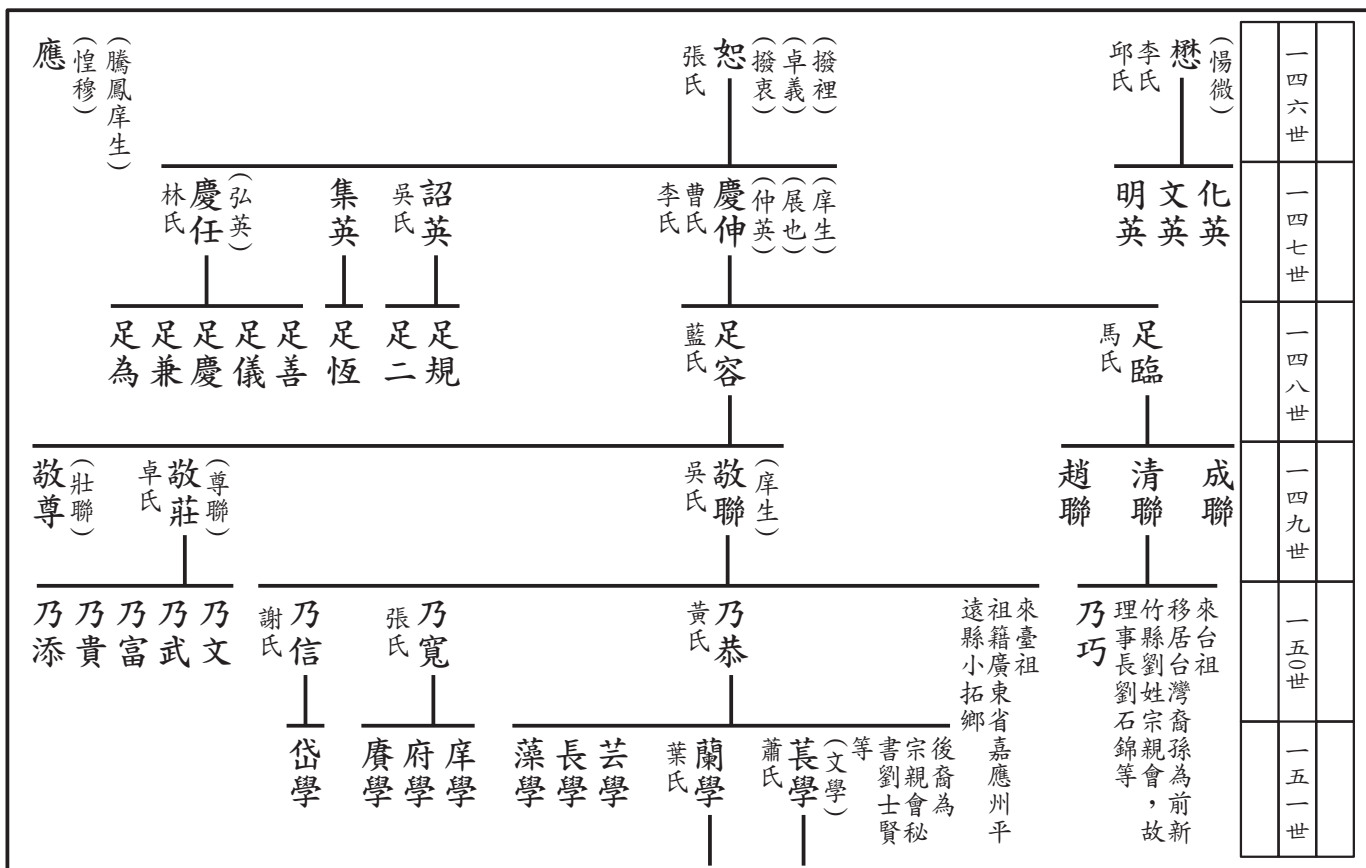 一四六世
(愓微)
懋
李氏
邱氏
(撥裡)
(卓義)
恕
(撥衷)
張氏
(騰鳳庠生)
(惶穆)
應
一四七世
化英
文英
明英
(庠生)
(展也)
(仲英)
慶伸
曹氏
李氏
詔英
吳氏
集英
(弘英)
慶任
林氏
一四八世
足臨
馬氏
足容
藍氏
足規
足二
足恆
足善
足儀
足慶
足兼
足為
一四九世
成聯
清聯
趙聯
(庠生)
敬聯
吳氏
(尊聯)
敬莊
卓氏
(壯聯)
敬尊
一五○世
來台祖
移居台灣裔孫為前新
竹縣劉姓宗親會，故
理事長劉石錦等
乃巧
來臺祖
祖籍廣東省嘉應州平
遠縣小拓鄉
乃恭
黃氏
乃寬
張氏
乃信
謝氏
乃文
乃武
乃富
乃貴
乃添
一五一世
後裔為
宗親會秘
書劉士賢
等
(文學)
萇學
蕭氏
蘭學
葉氏
芸學
長學
藻學
庠學
府學
賡學
岱學